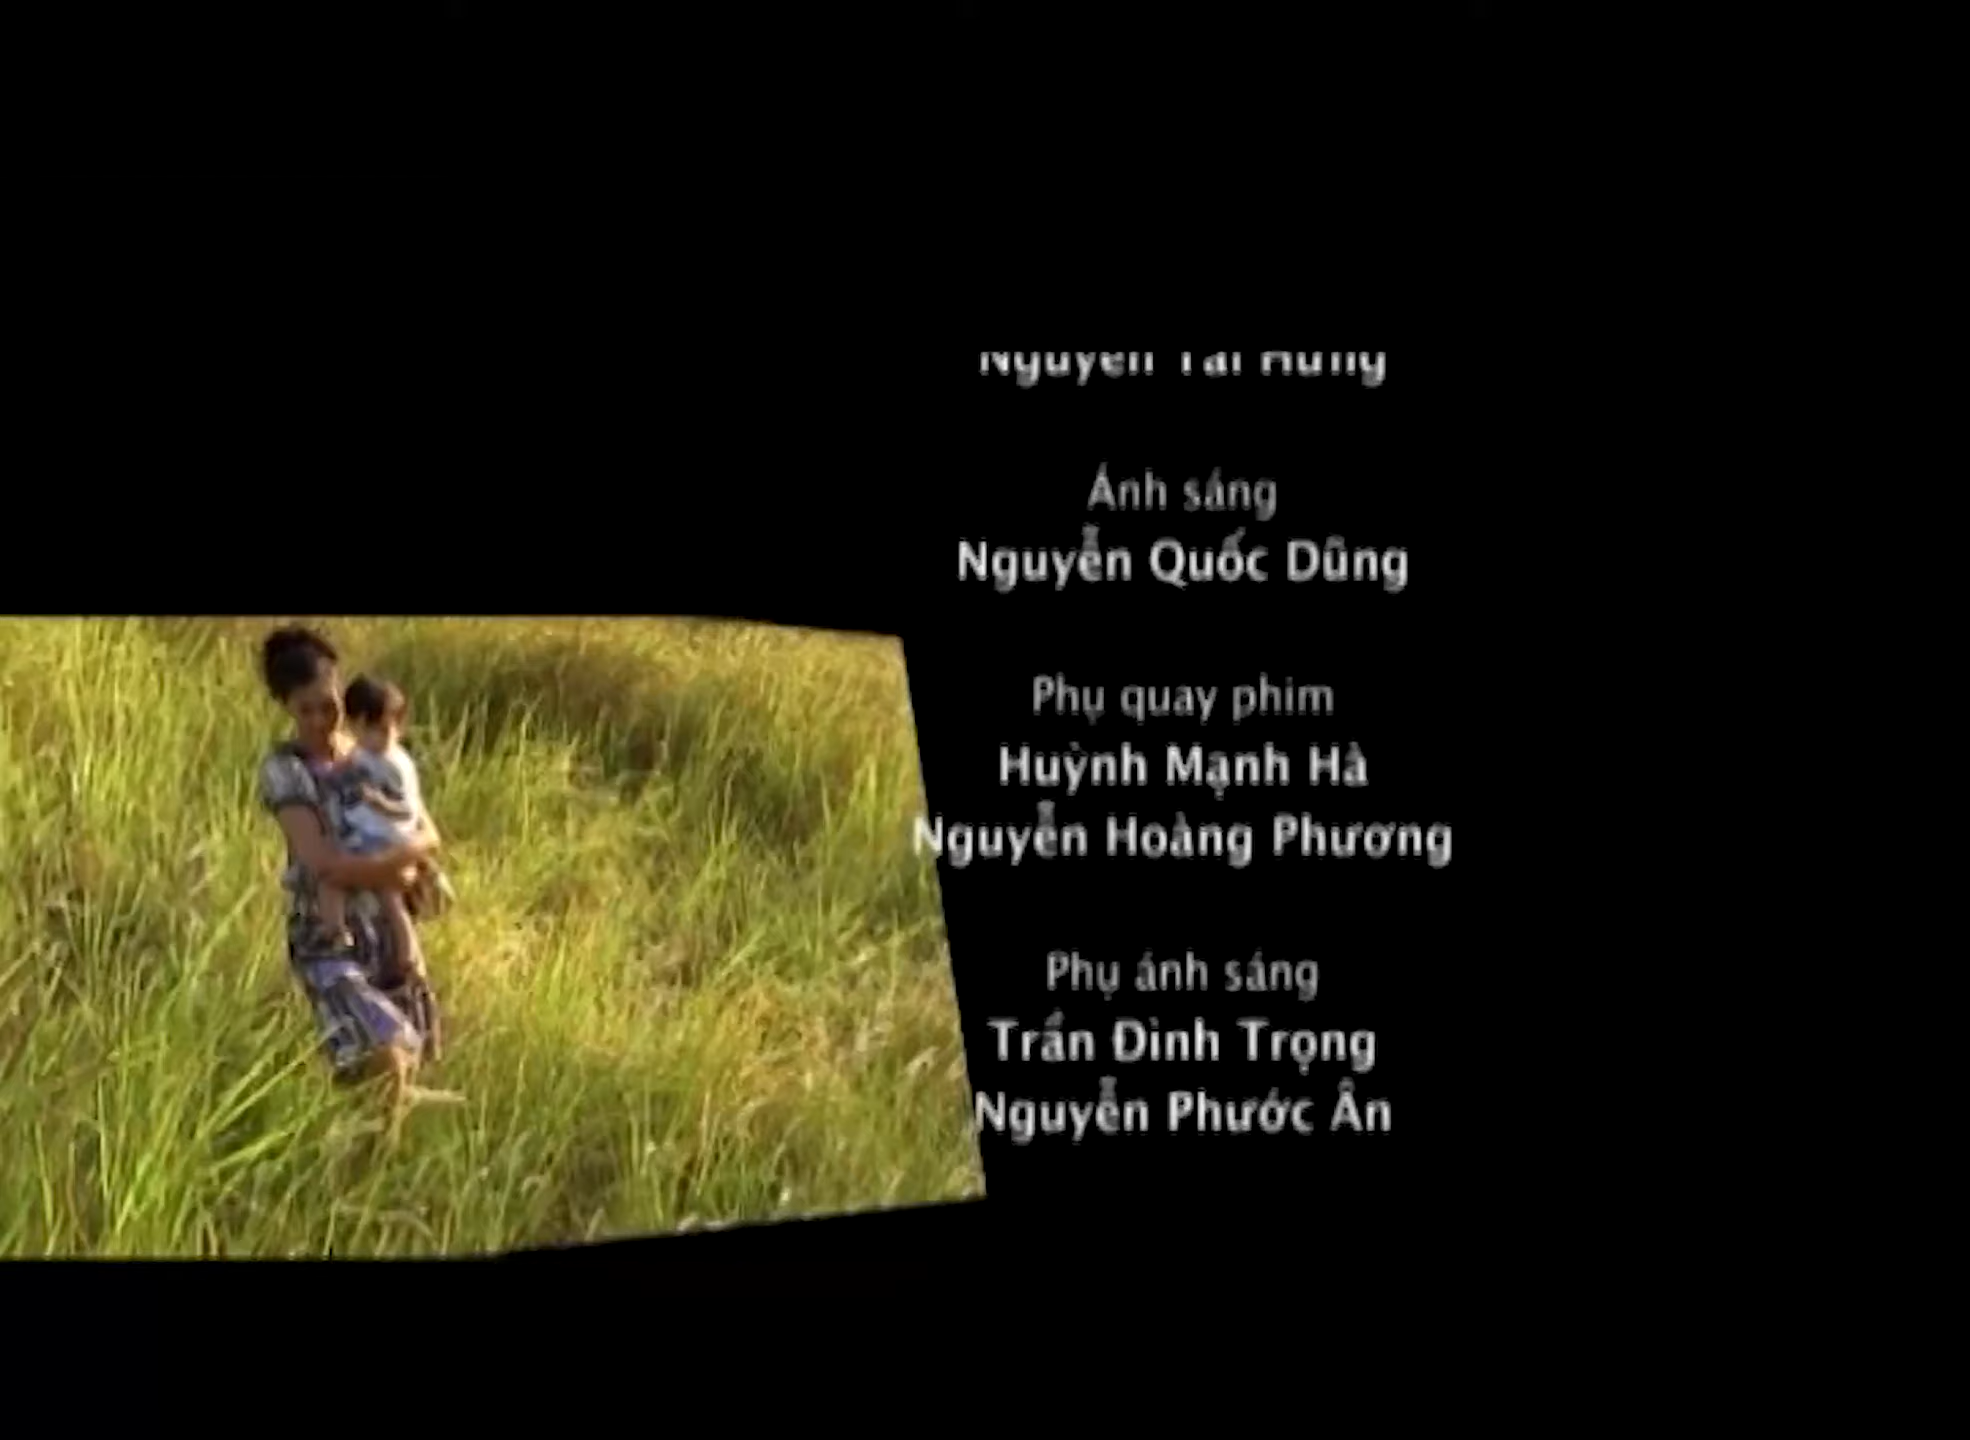 Ánh sáng
Nguyễn Quốc Dũng
Phụ quay phim
Huỳnh Mạnh Hà
Nguyễn Hoàng Phương
Phụ ánh sáng
Trần Đình Trọng
Nguyễn Phước Ân